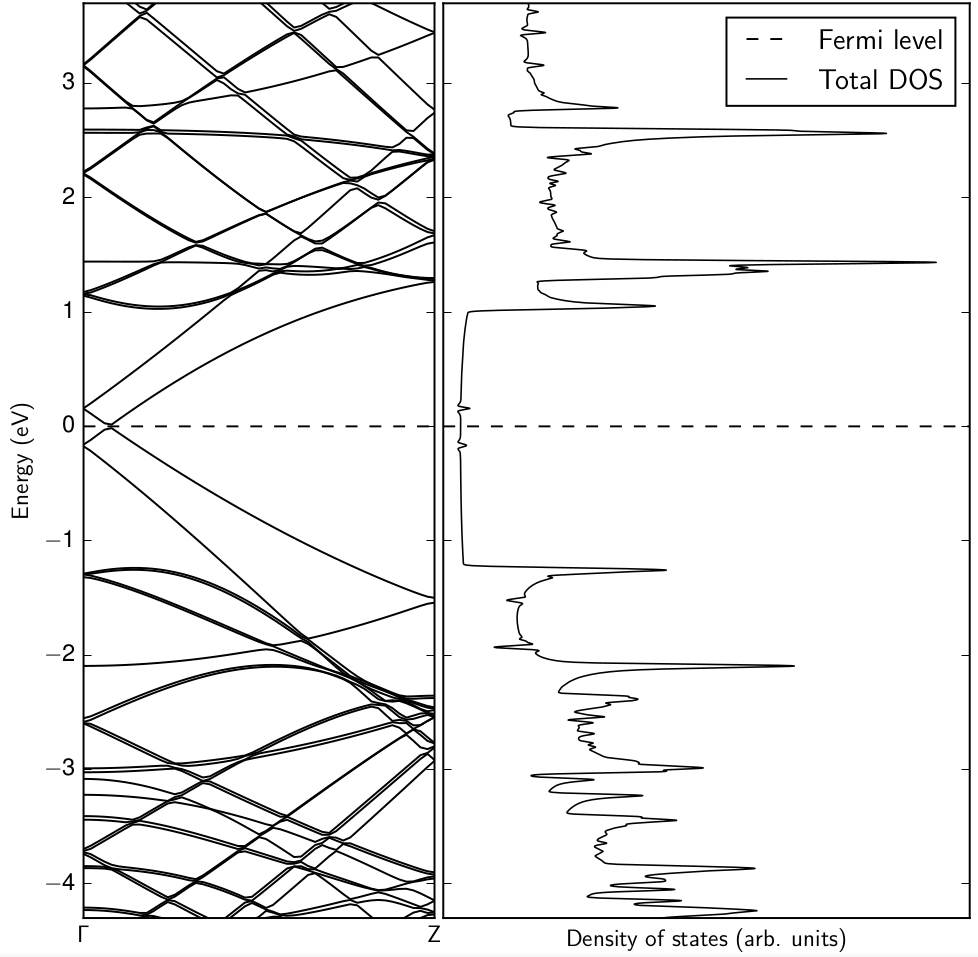 Fermi level
Total DOS
3
2
1
0
−1
−2
−3
−4
Energy (eV)
Γ
Z
Density of states (arb. units)